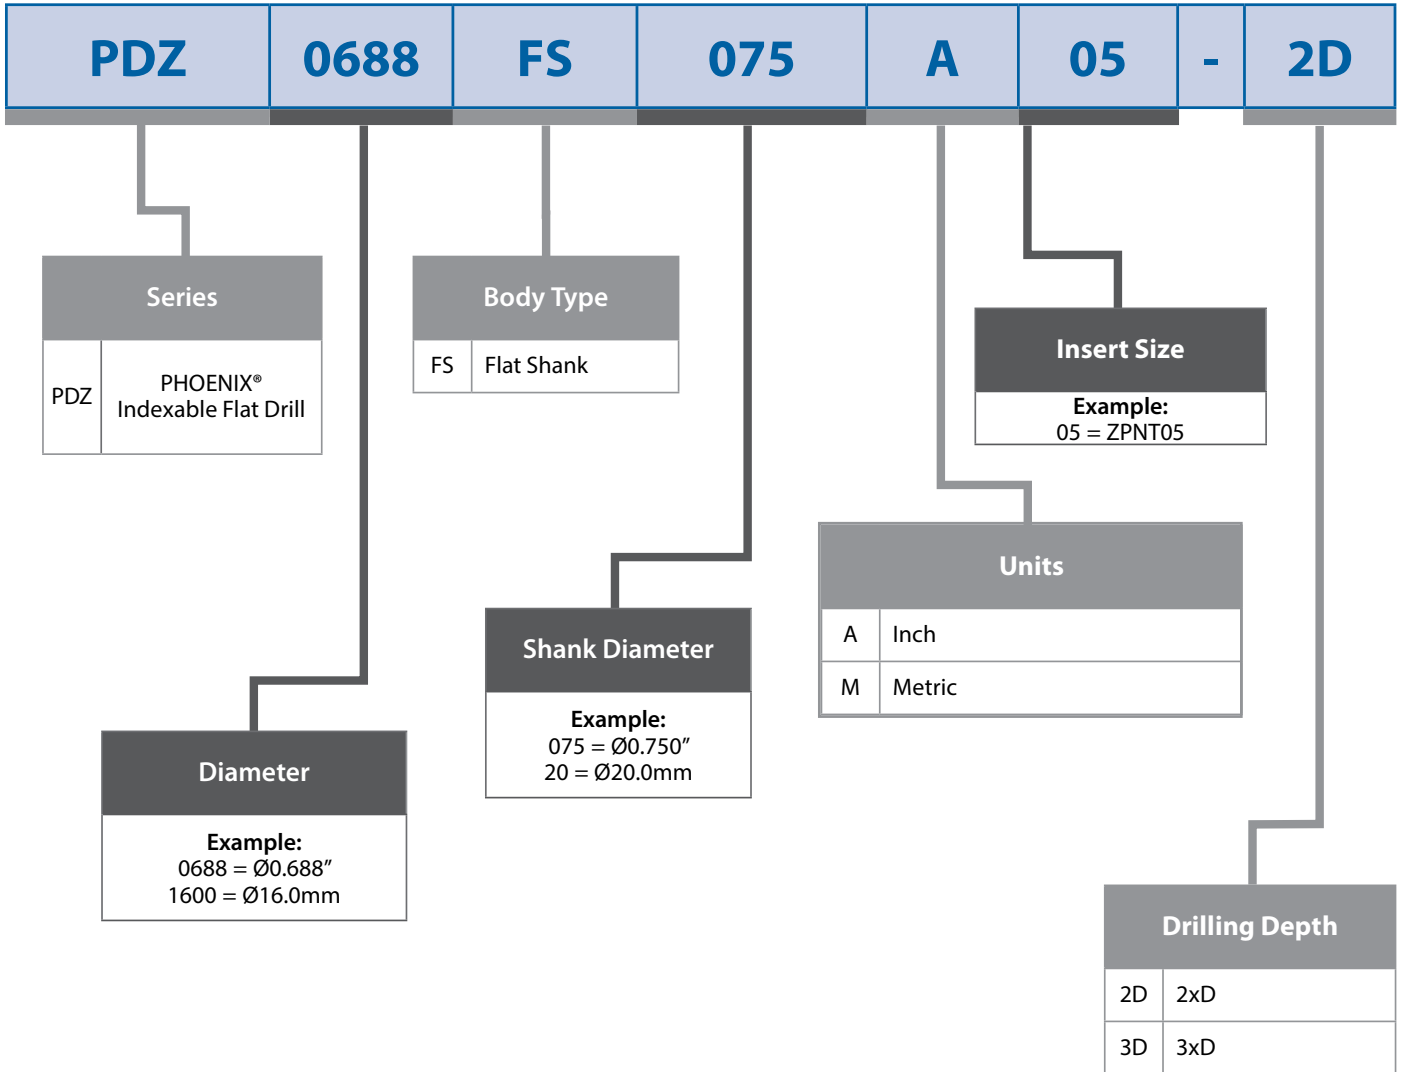 PDZ 0688 FS 075 A 05 - 2D
Series
PDZ PHOENIX®
Indexable Flat Drill
Body Type
FS Flat Shank
Insert Size
Example:
05 = ZPNT05
Units
A Inch
M Metric
Shank Diameter
Example:
075 = Ø0.750”
20 = Ø20.0mm
Diameter
Example:
0688 = Ø0.688”
1600 = Ø16.0mm
Drilling Depth
2D 2xD
3D 3xD